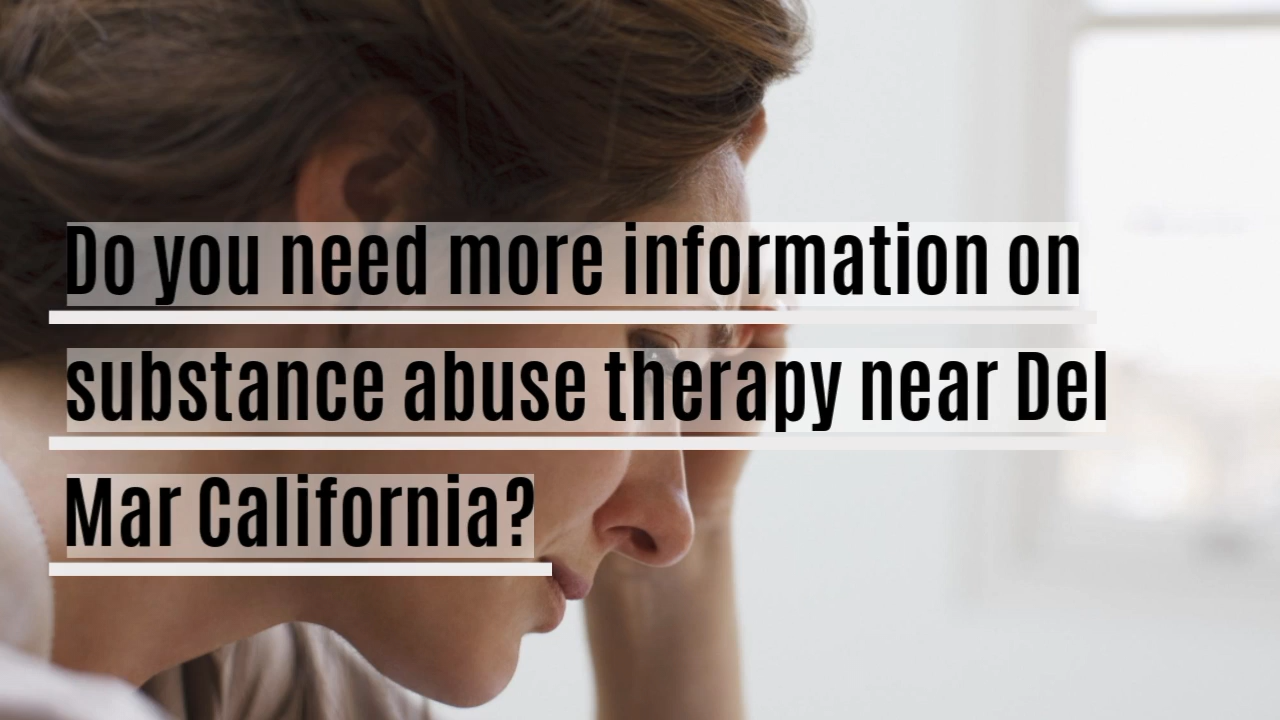 Do you need more information on
substance abuse therapy near Del
Mar California?